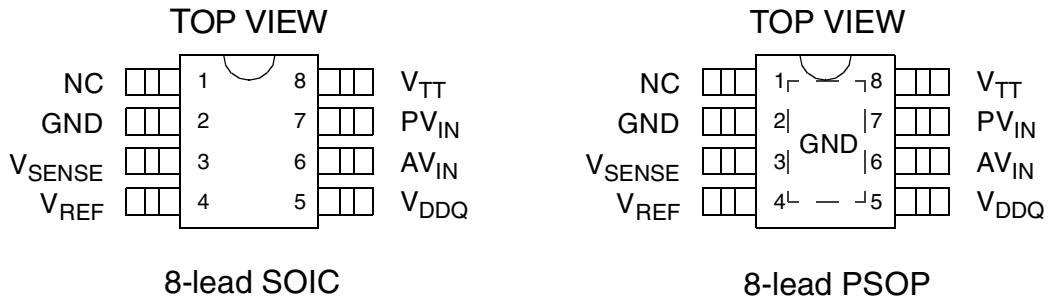 TOP VIEW
NC 1 8 VTT
GND 2 7 PVIN
VSENSE 3 6 AVIN
VREF 4 5 VDDQ
8-lead SOIC
TOP VIEW
NC 1 8 VTT
GND 2 7 PVIN
GND
VSENSE 3 6 AVIN
VREF 4 5 VDDQ
8-lead PSOP